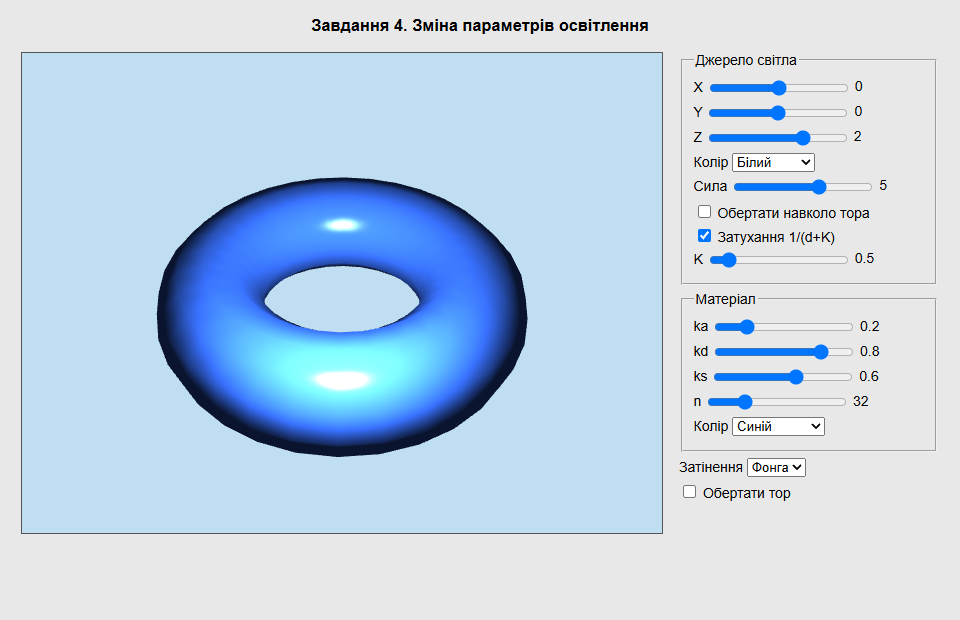 Завдання 4. Зміна параметрів освітлення
Джерело світла
X 0
Y 0
Z 2
Колір Білий
Сила 5
Обертати навколо тора
Затухання 1/(d+K)
K 0.5
Матеріал
ka 0.2
kd 0.8
ks 0.6
n 32
Колір Синій
Затінення Фонга
Обертати тор